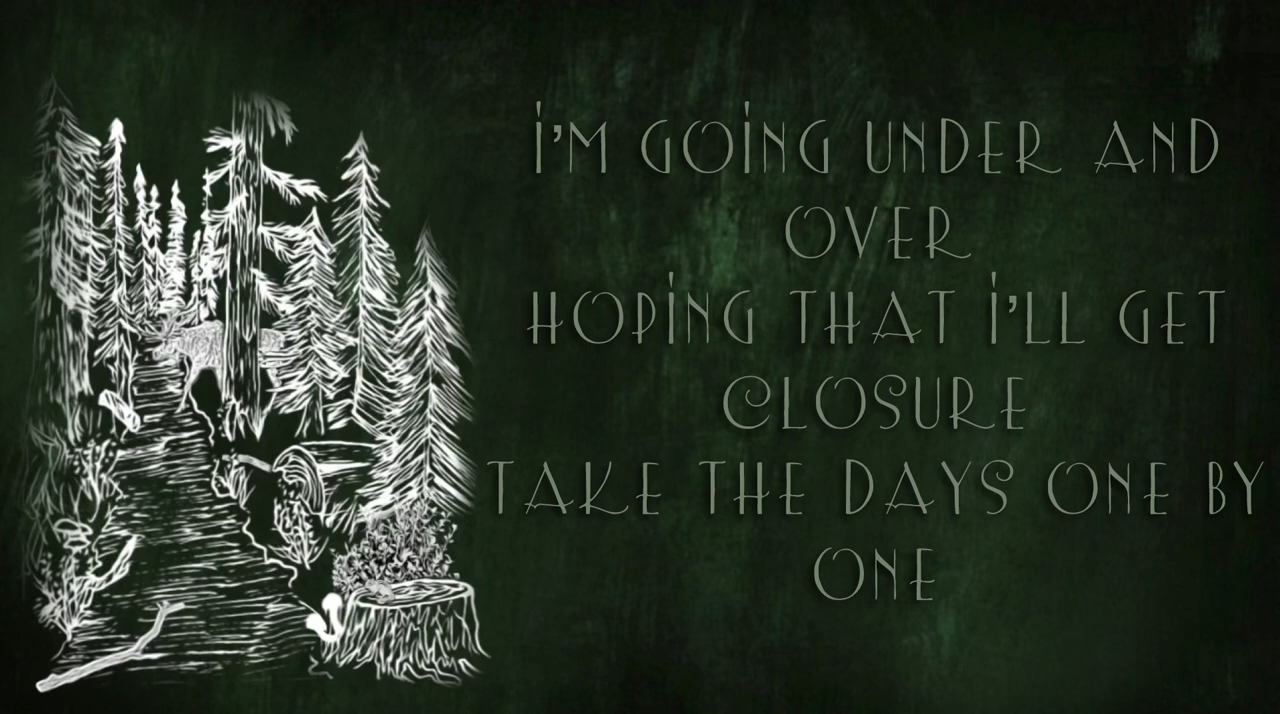 I'M GOING UNDER AND
OVER
HOPING THAT I'LL GET
CLOSURE
TAKE THE DAYS ONE BY
ONE